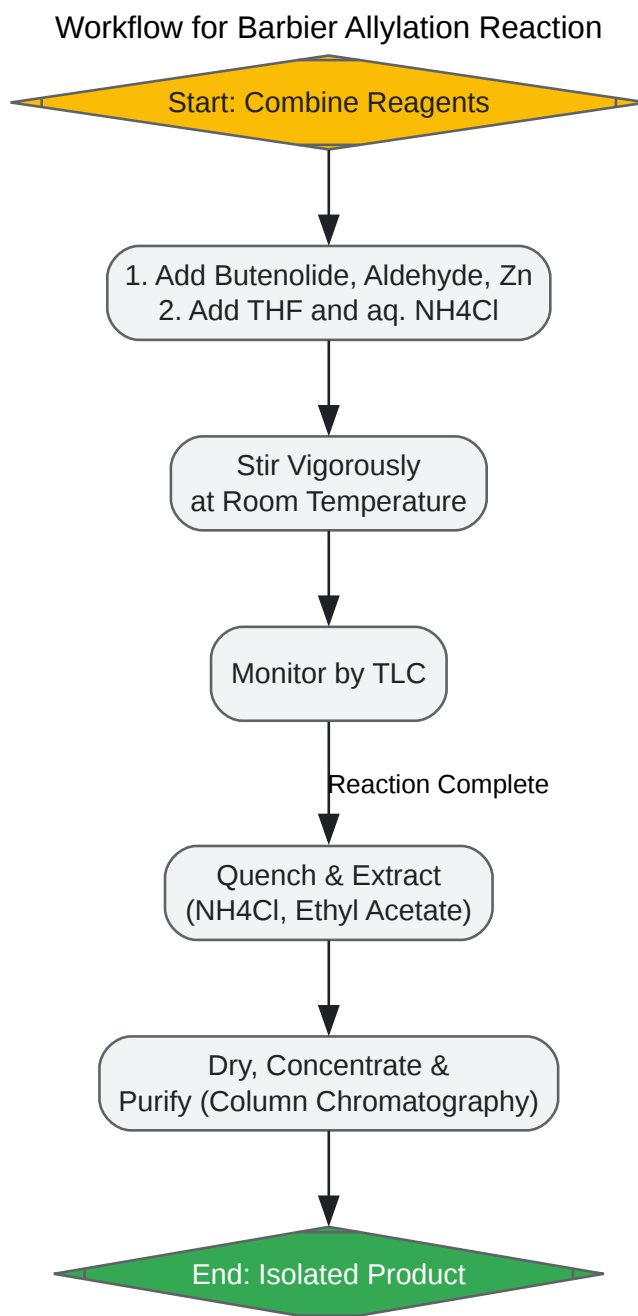 Workflow for Barbier Allylation Reaction
Start: Combine Reagents
1. Add Butenolide, Aldehyde, Zn
2. Add THF and aq. NH4Cl
Stir Vigorously
at Room Temperature
Monitor by TLC
Reaction Complete
Quench & Extract
(NH4Cl, Ethyl Acetate)
Dry, Concentrate &
Purify (Column Chromatography)
End: Isolated Product